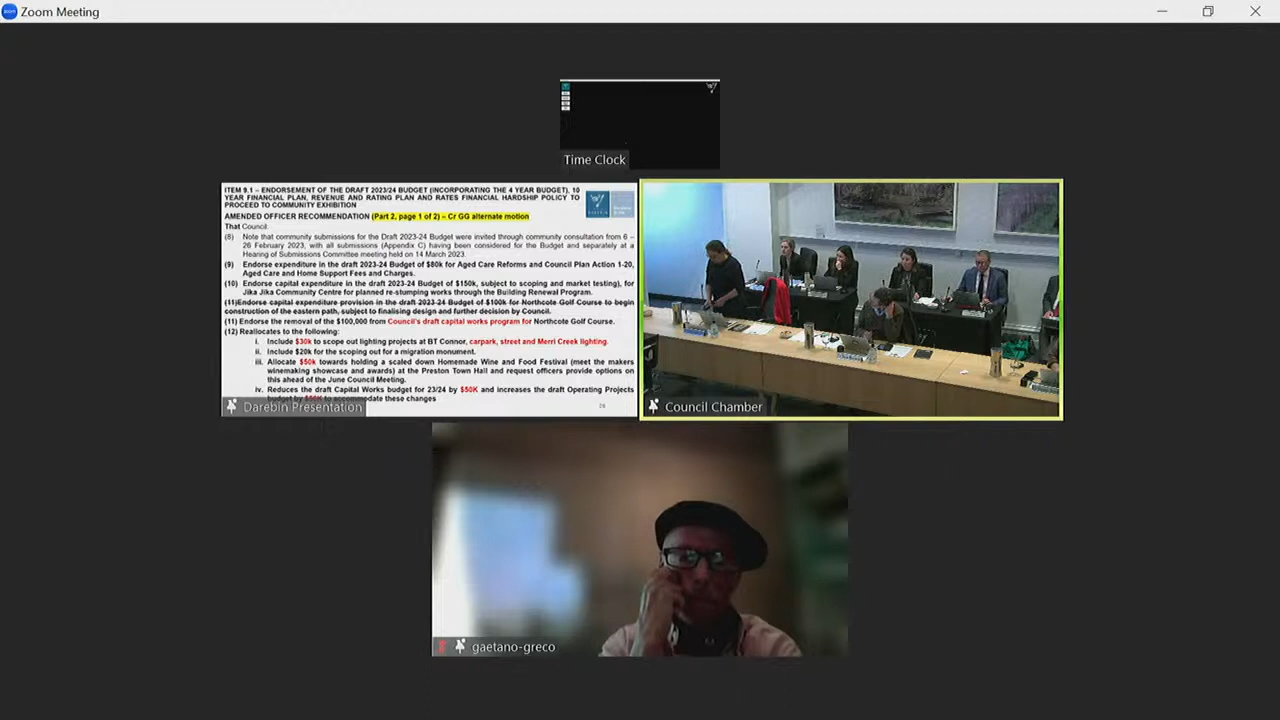 Zoom Meeting
Time Clock
ITEM 9.1 – ENDORSEMENT OF THE DRAFT 2023/24 BUDGET (INCORPORATING THE 4 YEAR BUDGET), 10
YEAR FINANCIAL PLAN, REVENUE AND RATING PLAN AND RATES FINANCIAL HARDSHIP POLICY TO
PROCEED TO COMMUNITY EXHIBITION
AMENDED OFFICER RECOMMENDATION (Part 2, page 1 of 2) – Cr GG alternate motion
That Council:
(8) Note that community submissions for the Draft 2023-24 Budget were invited through community consultation from 6 –
26 February 2023, with all submissions (Appendix C) having been considered for the Budget and separately at a
Hearing of Submissions Committee meeting held on 14 March 2023.
(9) Endorse expenditure in the draft 2023-24 Budget of $80k for Aged Care Reforms and Council Plan Action 1-20,
Aged Care and Home Support Fees and Charges.
(10) Endorse capital expenditure in the draft 2023-24 Budget of $150k, subject to scoping and market testing), for
Jika Jika Community Centre for planned re-stumping works through the Building Renewal Program.
(11)Endorse capital expenditure provision in the draft 2023-24 Budget of $100k for Northcote Golf Course to begin
construction of the eastern path, subject to finalising design and further decision by Council.
(11) Endorse the removal of the $100,000 from Council's draft capital works program for Northcote Golf Course.
(12) Reallocates to the following:
i. Include $30k to scope out lighting projects at BT Connor, carpark, street and Merri Creek lighting.
ii. Include $20k for the scoping out for a migration monument.
iii. Allocate $50k towards holding a scaled down Homemade Wine and Food Festival (meet the makers
winemaking showcase and awards) at the Preston Town Hall and request officers provide options on
this ahead of the June Council Meeting.
iv. Reduces the draft Capital Works budget for 23/24 by $50K and increases the draft Operating Projects
budget by $50K to accommodate these changes
Darebin Presentation
Council Chamber
gaetano-greco